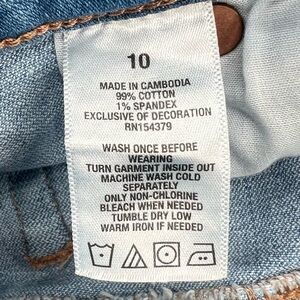 10
MADE IN CAMBODIA
99% COTTON
1% SPANDEX
EXCLUSIVE OF DECORATION
RN154379
WASH ONCE BEFORE
WEARING
TURN GARMENT INSIDE OUT
MACHINE WASH COLD
SEPARATELY
ONLY NON-CHLORINE
BLEACH WHEN NEEDED
TUMBLE DRY LOW
WARM IRON IF NEEDED